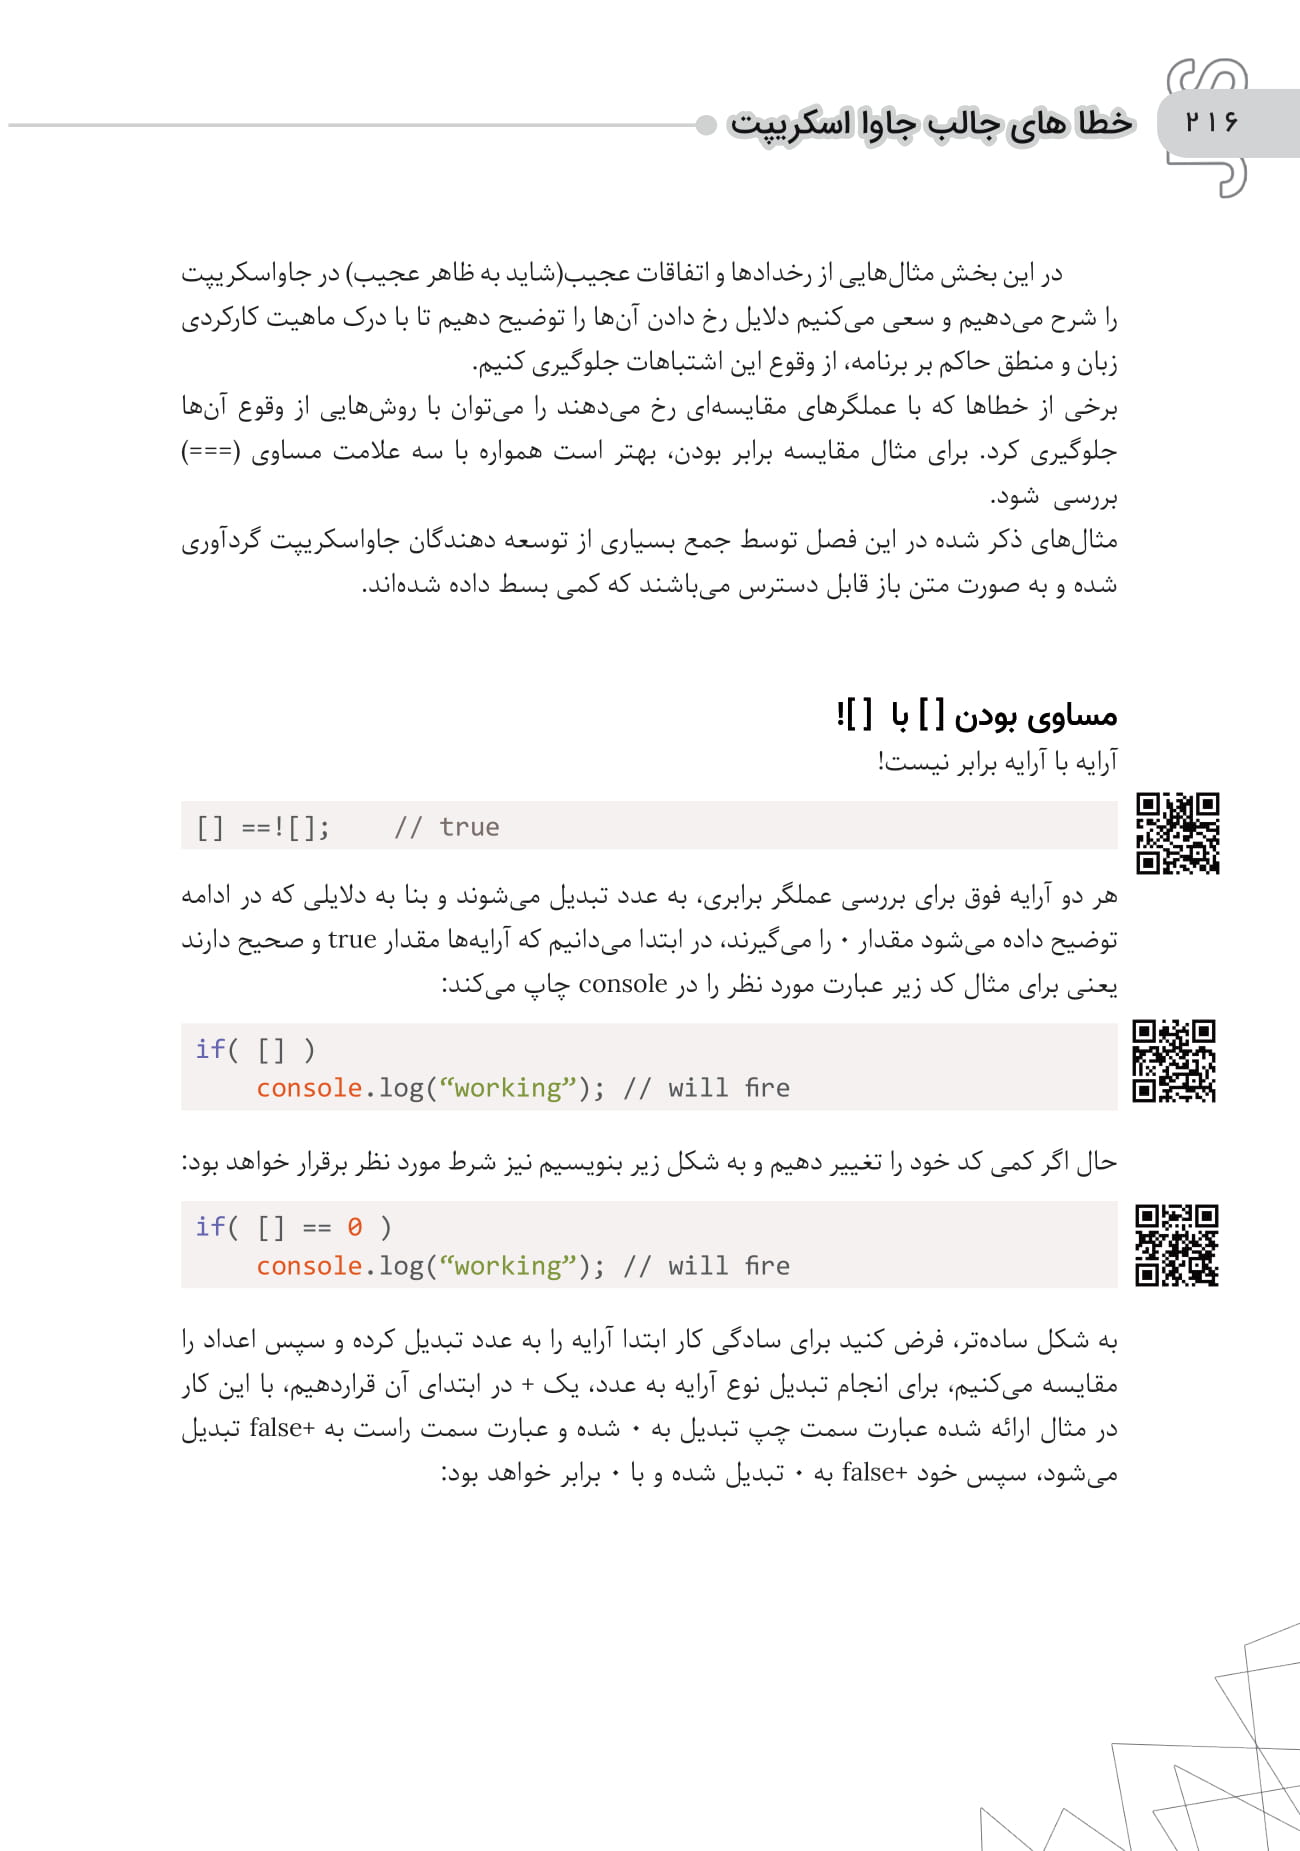 ۲۱۶
خطا های جالب جاوا اسکریپت
در این بخش مثال‌هایی از رخدادها و اتفاقات عجیب(شاید به ظاهر عجیب) در جاواسکریپت
را شرح می‌دهیم و سعی می‌کنیم دلایل رخ دادن آن‌ها را توضیح دهیم تا با درک ماهیت کارکردی
زبان و منطق حاکم بر برنامه، از وقوع این اشتباهات جلوگیری کنیم.
برخی از خطاها که با عملگرهای مقایسه‌ای رخ می‌دهند را می‌توان با روش‌هایی از وقوع آن‌ها
جلوگیری کرد. برای مثال مقایسه برابر بودن، بهتر است همواره با سه علامت مساوی (===)
بررسی شود.
مثال‌های ذکر شده در این فصل توسط جمع بسیاری از توسعه دهندگان جاواسکریپت گردآوری
شده و به صورت متن باز قابل دسترس می‌باشند که کمی بسط داده شده‌اند.
مساوی بودن [ ] با [ ]!
آرایه با آرایه برابر نیست!
[] ==![];    // true
هر دو آرایه فوق برای بررسی عملگر برابری، به عدد تبدیل می‌شوند و بنا به دلایلی که در ادامه
توضیح داده می‌شود مقدار ۰ را می‌گیرند، در ابتدا می‌دانیم که آرایه‌ها مقدار true و صحیح دارند
یعنی برای مثال کد زیر عبارت مورد نظر را در console چاپ می‌کند:
if( [] )
    console.log(“working”); // will fire
حال اگر کمی کد خود را تغییر دهیم و به شکل زیر بنویسیم نیز شرط مورد نظر برقرار خواهد بود:
if( [] == 0 )
    console.log(“working”); // will fire
به شکل ساده‌تر، فرض کنید برای سادگی کار ابتدا آرایه را به عدد تبدیل کرده و سپس اعداد را
مقایسه می‌کنیم، برای انجام تبدیل نوع آرایه به عدد، یک + در ابتدای آن قراردهیم، با این کار
در مثال ارائه شده عبارت سمت چپ تبدیل به ۰ شده و عبارت سمت راست به +false تبدیل
می‌شود، سپس خود +false به ۰ تبدیل شده و با ۰ برابر خواهد بود: